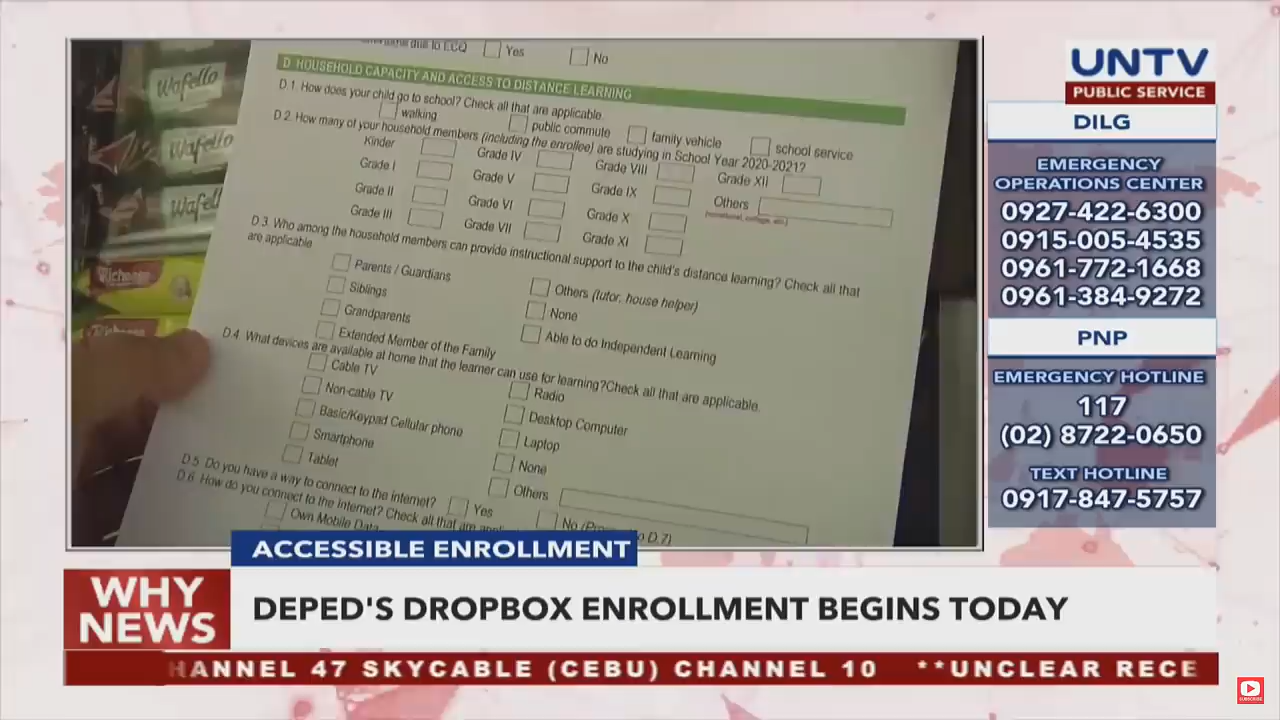 Wafello
Wafello
Wafello
Richeese
due to ECQ
Yes
No
D. HOUSEHOLD CAPACITY AND ACCESS TO DISTANCE LEARNING
D.1. How does your child go to school? Check all that are applicable.
walking
public commute
family vehicle
school service
D.2. How many of your household members (including the enrollee) are studying in School Year 2020-2021?
Kinder
Grade IV
Grade VIII
Grade XII
Grade I
Grade V
Grade IX
Others
Grade II
Grade VI
Grade X
Grade III
Grade VII
Grade XI
D.3. Who among the household members can provide instructional support to the child's distance learning? Check all that
are applicable
Parents / Guardians
Others (tutor, house helper)
Siblings
None
Grandparents
Able to do Independent Learning
Extended Member of the Family
D.4. What devices are available at home that the learner can use for learning?Check all that are applicable.
Cable TV
Radio
Non-cable TV
Desktop Computer
Basic/Keypad Cellular phone
Laptop
Smartphone
None
Tablet
Others
D.5. Do you have a way to connect to the internet?
Yes
No
D.7)
D.6. How do you connect to the internet? Check all that are
Own Mobile Data
UNTV
PUBLIC SERVICE
DILG
EMERGENCY
OPERATIONS CENTER
0927-422-6300
0915-005-4535
0961-772-1668
0961-384-9272
PNP
EMERGENCY HOTLINE
117
(02) 8722-0650
TEXT HOTLINE
0917-847-5757
ACCESSIBLE ENROLLMENT
WHY
NEWS
DEPED'S DROPBOX ENROLLMENT BEGINS TODAY
HANNEL 47 SKYCABLE (CEBU) CHANNEL 10 **UNCLEAR RECE
SUBSCRIBE